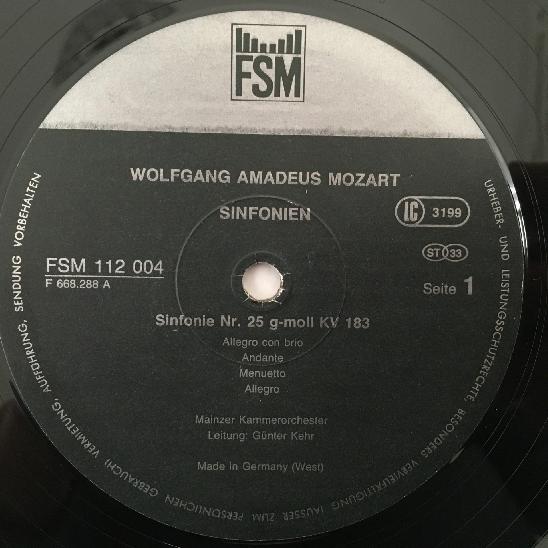 FSM
WOLFGANG AMADEUS MOZART
SINFONIEN
LC 3199
FSM 112 004
F 668.288 A
ST 33
Seite 1
Sinfonie Nr. 25 g-moll KV 183
Allegro con brio
Andante
Menuetto
Allegro
Mainzer Kammerorchester
Leitung: Günter Kehr
Made in Germany (West)
URHEBER- UND LEISTUNGSSCHUTZRECHTE, BESONDERS VERVIELFÄLTIGUNG (AUSSER ZUM PERSÖNLICHEN GEBRAUCH) VERMIETUNG, AUFFÜHRUNG, SENDUNG VORBEHALTEN